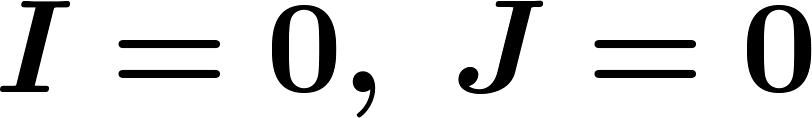 I = 0, J = 0